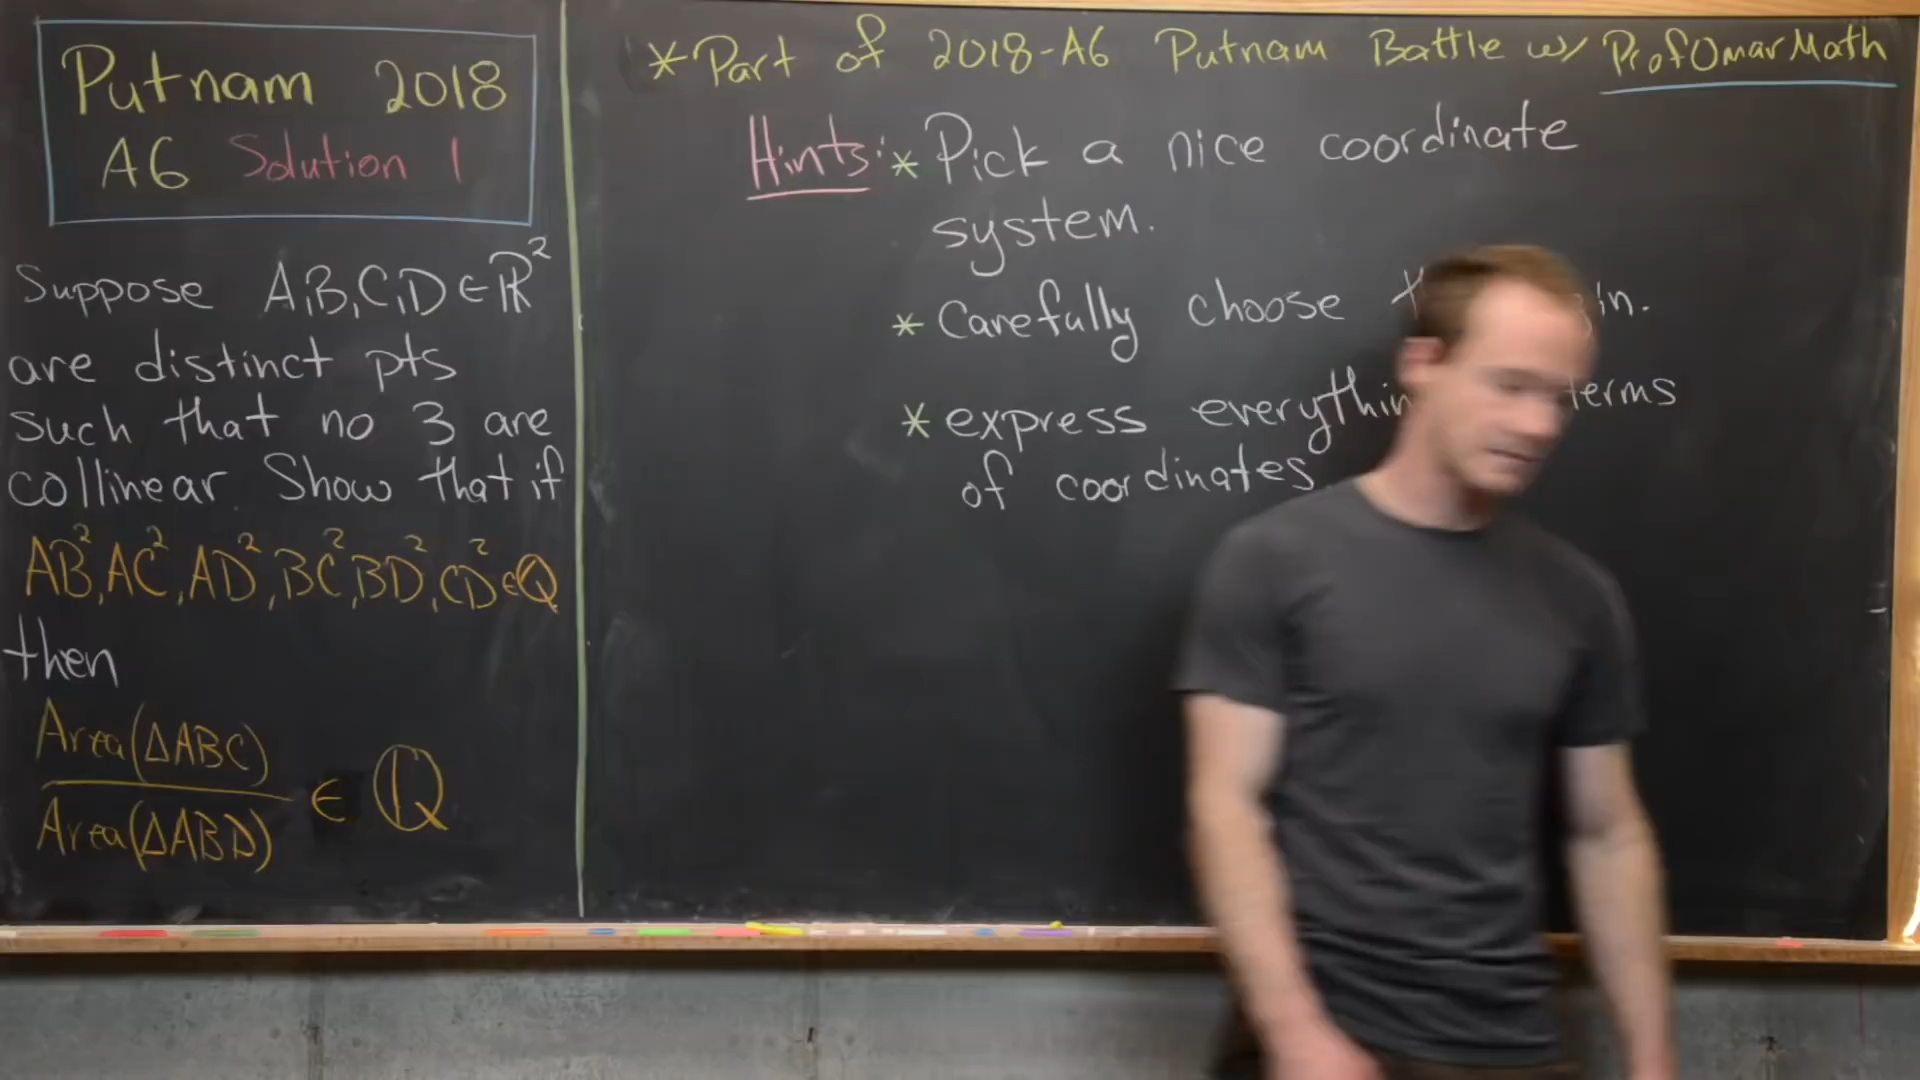 Putnam 2018
A6 Solution 1
Suppose A,B,C,D ∈ ℝ²
are distinct pts
such that no 3 are
collinear. Show that if
AB², AC², AD², BC², BD², CD² ∈ ℚ
then
Area(ΔABC)
Area(ΔABD)
∈ ℚ
*Part of 2018-A6 Putnam Battle w/ ProfOmarMath
Hints: * Pick a nice coordinate
system.
* Carefully choose
* express in.